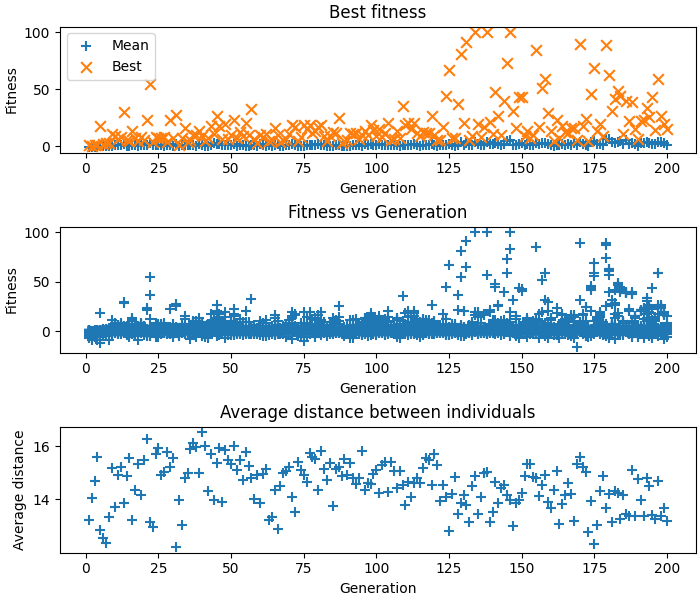 Best fitness
100
50
0
Fitness
Mean
Best
0 25 50 75 100 125 150 175 200
Generation
Fitness vs Generation
100
50
0
Fitness
0 25 50 75 100 125 150 175 200
Generation
Average distance between individuals
16
14
Average distance
0 25 50 75 100 125 150 175 200
Generation